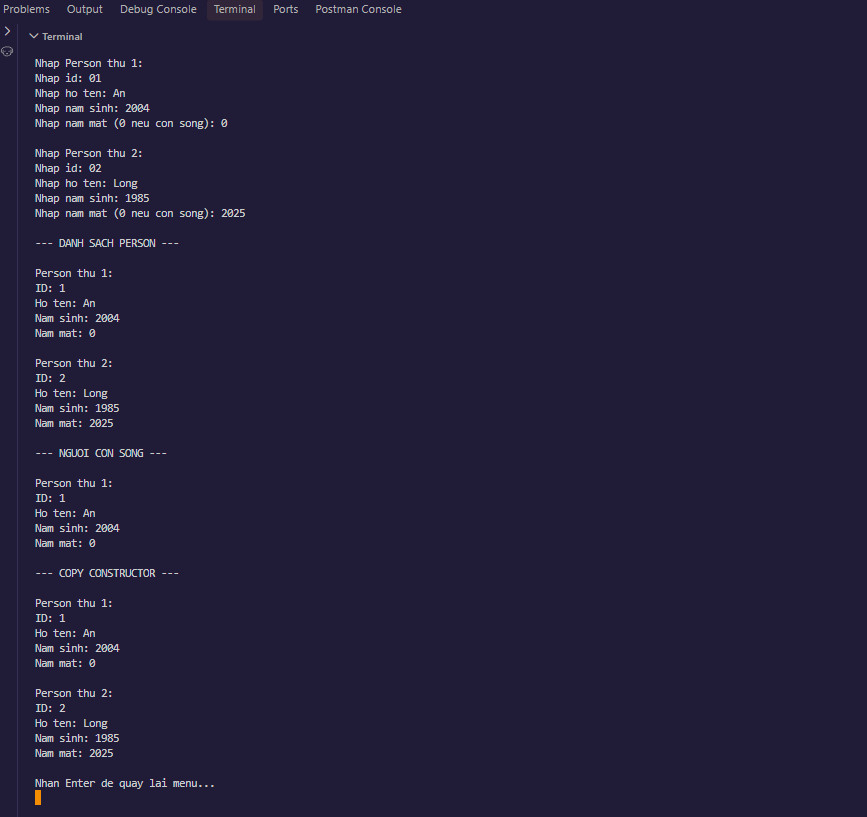 Problems Output Debug Console Terminal Ports Postman Console
Terminal
Nhap Person thu 1:
Nhap id: 01
Nhap ho ten: An
Nhap nam sinh: 2004
Nhap nam mat (0 neu con song): 0
Nhap Person thu 2:
Nhap id: 02
Nhap ho ten: Long
Nhap nam sinh: 1985
Nhap nam mat (0 neu con song): 2025
--- DANH SACH PERSON ---
Person thu 1:
ID: 1
Ho ten: An
Nam sinh: 2004
Nam mat: 0
Person thu 2:
ID: 2
Ho ten: Long
Nam sinh: 1985
Nam mat: 2025
--- NGUOI CON SONG ---
Person thu 1:
ID: 1
Ho ten: An
Nam sinh: 2004
Nam mat: 0
--- COPY CONSTRUCTOR ---
Person thu 1:
ID: 1
Ho ten: An
Nam sinh: 2004
Nam mat: 0
Person thu 2:
ID: 2
Ho ten: Long
Nam sinh: 1985
Nam mat: 2025
Nhan Enter de quay lai menu...